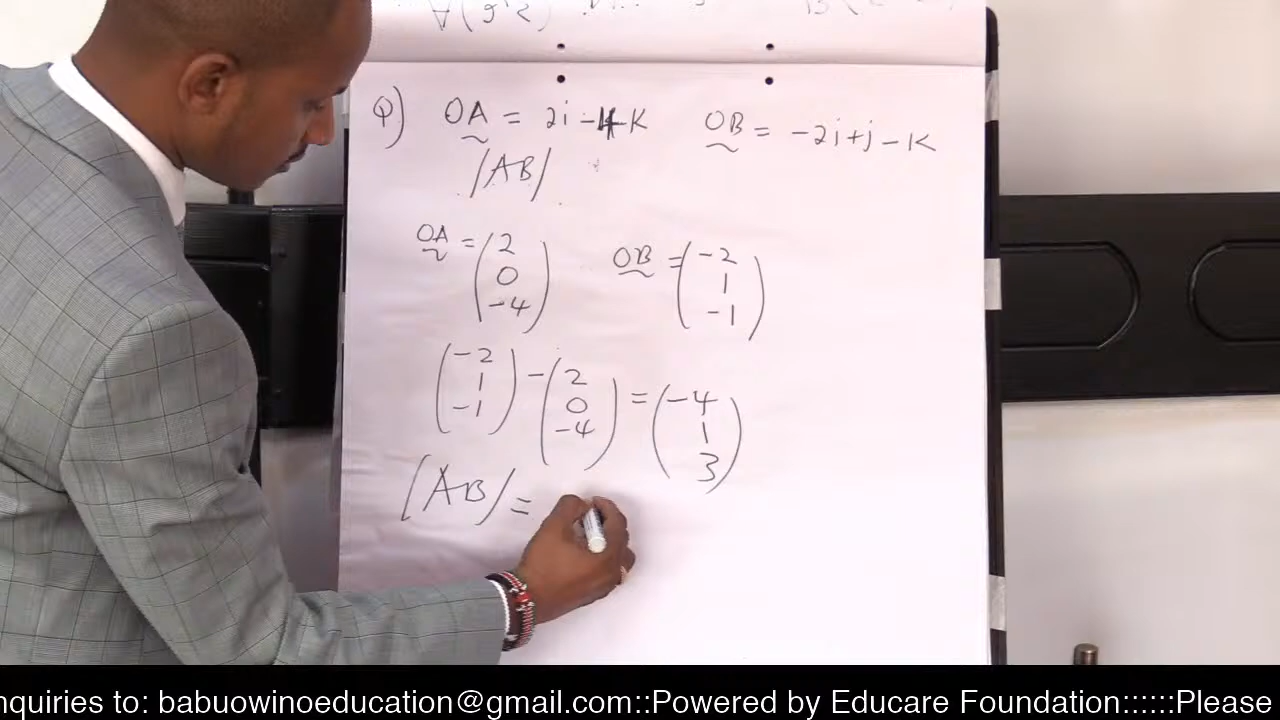 Q) OA = 2i - 4k OB = -2i + j - k
|AB|
OA = (2 0 -4) OB = (-2 1 -1)
(-2 1 -1) - (2 0 -4) = (-4 1 3)
|AB| =
nquiries to: babuowinoeducation@gmail.com::Powered by Educare Foundation::::::Please